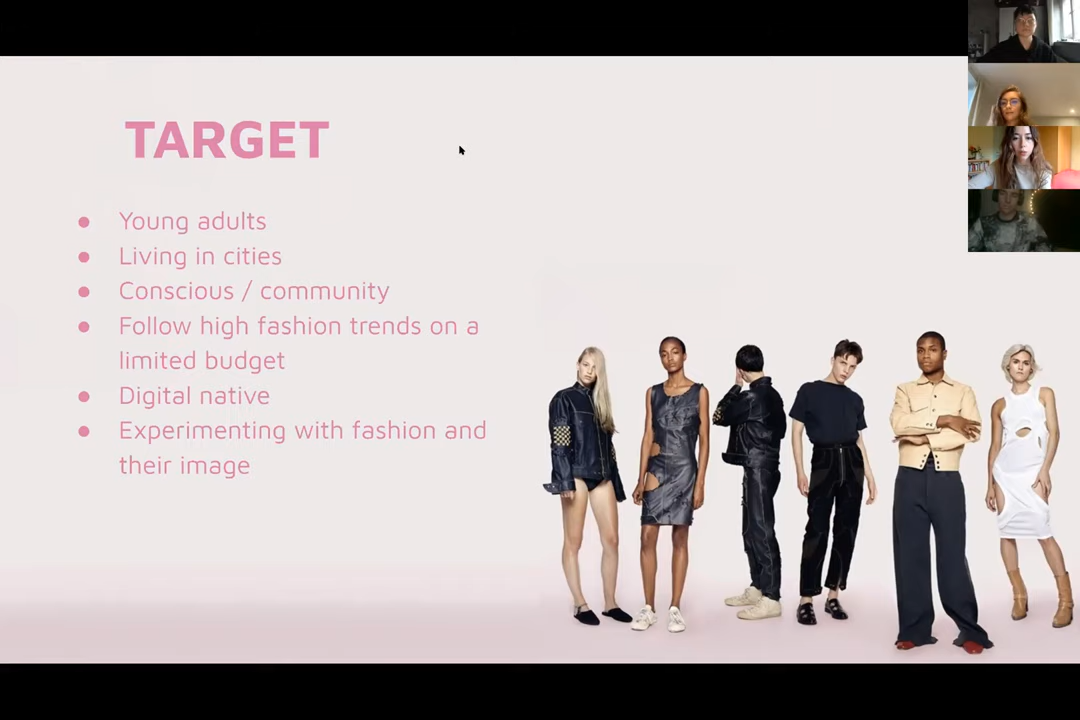 TARGET
Young adults
Living in cities
Conscious / community
Follow high fashion trends on a
limited budget
Digital native
Experimenting with fashion and
their image